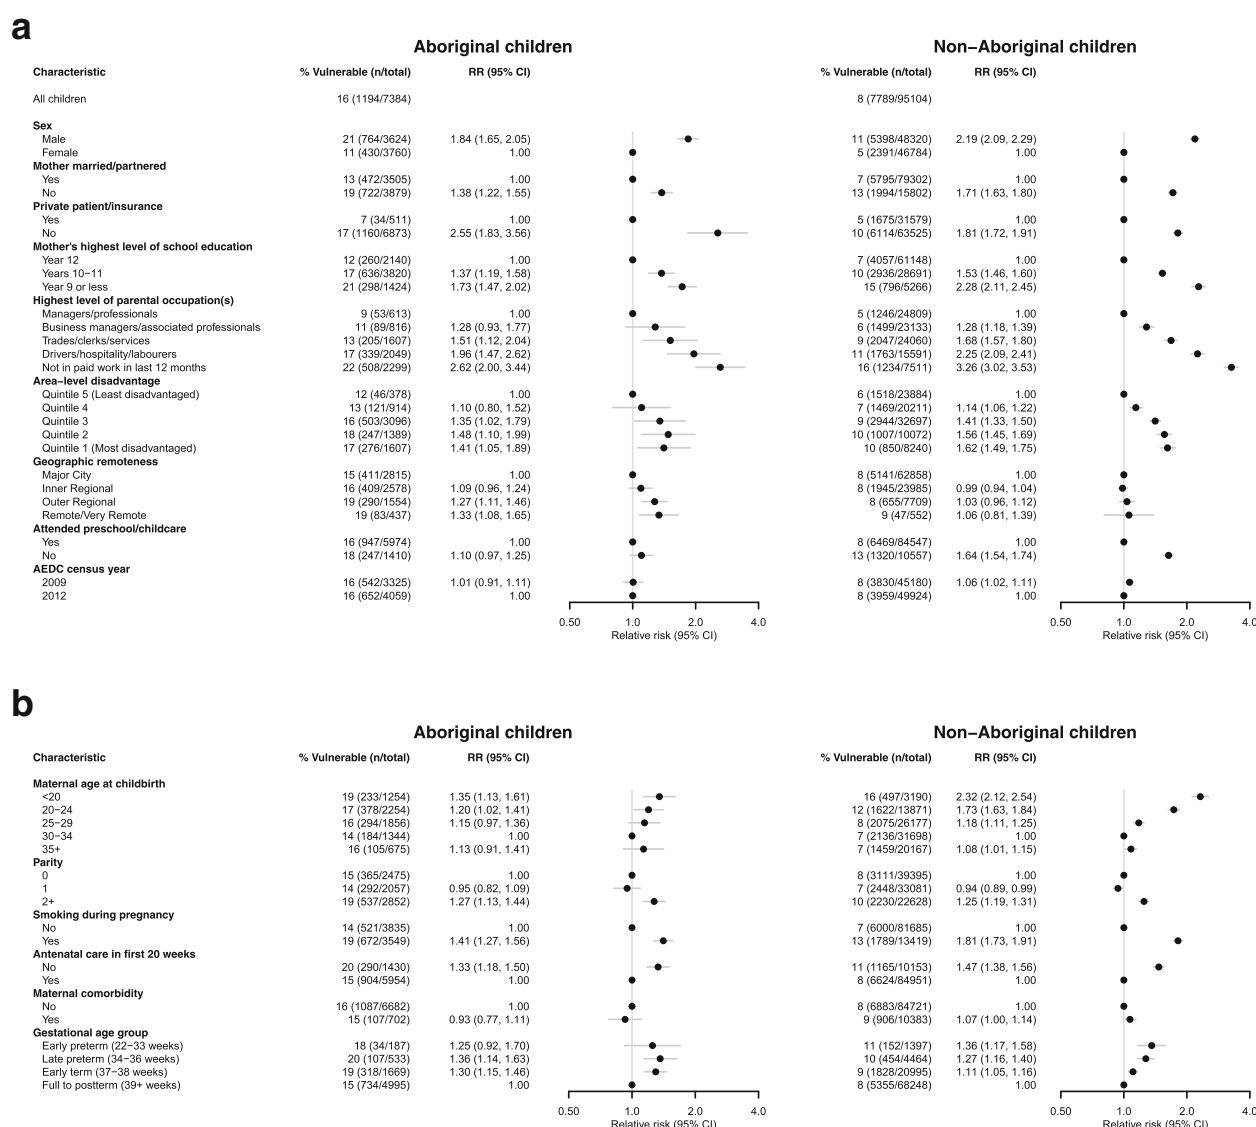 a
Aboriginal children Non−Aboriginal children
Characteristic % Vulnerable (n/total) RR (95% CI) % Vulnerable (n/total) RR (95% CI)
All children 16 (1194/7384) 8 (7789/95104)
Sex
Male 21 (764/3624) 1.84 (1.65, 2.05) 11 (5398/48320) 2.19 (2.09, 2.29)
Female 11 (430/3760) 1.00 5 (2391/46784) 1.00
Mother married/partnered
Yes 13 (472/3505) 1.00 7 (5795/79302) 1.00
No 19 (722/3879) 1.38 (1.22, 1.55) 13 (1994/15802) 1.71 (1.63, 1.80)
Private patient/insurance
Yes 7 (34/511) 1.00 5 (1675/31579) 1.00
No 17 (1160/6873) 2.55 (1.83, 3.56) 10 (6114/63525) 1.81 (1.72, 1.91)
Mother's highest level of school education
Year 12 12 (260/2140) 1.00 7 (4057/61148) 1.00
Years 10−11 17 (636/3820) 1.37 (1.19, 1.58) 10 (2936/28691) 1.53 (1.46, 1.60)
Year 9 or less 21 (298/1424) 1.73 (1.47, 2.02) 15 (796/5266) 2.28 (2.11, 2.45)
Highest level of parental occupation(s)
Managers/professionals 9 (53/613) 1.00 5 (1246/24809) 1.00
Business managers/associated professionals 11 (89/816) 1.28 (0.93, 1.77) 6 (1499/23133) 1.28 (1.18, 1.39)
Trades/clerks/services 13 (205/1607) 1.51 (1.12, 2.04) 9 (2047/24060) 1.68 (1.57, 1.80)
Drivers/hospitality/labourers 17 (339/2049) 1.96 (1.47, 2.62) 11 (1763/15591) 2.25 (2.09, 2.41)
Not in paid work in last 12 months 22 (508/2299) 2.62 (2.00, 3.44) 16 (1234/7511) 3.26 (3.02, 3.53)
Area−level disadvantage
Quintile 5 (Least disadvantaged) 12 (46/378) 1.00 6 (1518/23884) 1.00
Quintile 4 13 (121/914) 1.10 (0.80, 1.52) 7 (1469/20211) 1.14 (1.06, 1.22)
Quintile 3 16 (503/3096) 1.35 (1.02, 1.79) 9 (2944/32697) 1.41 (1.33, 1.50)
Quintile 2 18 (247/1389) 1.48 (1.10, 1.99) 10 (1007/10072) 1.56 (1.45, 1.69)
Quintile 1 (Most disadvantaged) 17 (276/1607) 1.41 (1.05, 1.89) 10 (850/8240) 1.62 (1.49, 1.75)
Geographic remoteness
Major City 15 (411/2815) 1.00 8 (5141/62858) 1.00
Inner Regional 16 (409/2578) 1.09 (0.96, 1.24) 8 (1945/23985) 0.99 (0.94, 1.04)
Outer Regional 19 (290/1554) 1.27 (1.11, 1.46) 8 (655/7709) 1.03 (0.96, 1.12)
Remote/Very Remote 19 (83/437) 1.33 (1.08, 1.65) 9 (47/552) 1.06 (0.81, 1.39)
Attended preschool/childcare
Yes 16 (947/5974) 1.00 8 (6469/84547) 1.00
No 18 (247/1410) 1.10 (0.97, 1.25) 13 (1320/10557) 1.64 (1.54, 1.74)
AEDC census year
2009 16 (542/3325) 1.01 (0.91, 1.11) 8 (3830/45180) 1.06 (1.02, 1.11)
2012 16 (652/4059) 1.00 8 (3959/49924) 1.00
0.50 1.0 2.0 4.0 0.50 1.0 2.0 4.0
Relative risk (95% CI) Relative risk (95% CI)
b
Aboriginal children Non−Aboriginal children
Characteristic % Vulnerable (n/total) RR (95% CI) % Vulnerable (n/total) RR (95% CI)
Maternal age at childbirth
<20 19 (233/1254) 1.35 (1.13, 1.61) 16 (497/3190) 2.32 (2.12, 2.54)
20−24 17 (378/2254) 1.20 (1.02, 1.41) 12 (1622/13871) 1.73 (1.63, 1.84)
25−29 16 (294/1856) 1.15 (0.97, 1.36) 8 (2075/26177) 1.18 (1.11, 1.25)
30−34 14 (184/1344) 1.00 7 (2136/31698) 1.00
35+ 16 (105/675) 1.13 (0.91, 1.41) 7 (1459/20167) 1.08 (1.01, 1.15)
Parity
0 15 (365/2475) 1.00 8 (3111/39395) 1.00
1 14 (292/2057) 0.95 (0.82, 1.09) 7 (2448/33081) 0.94 (0.89, 0.99)
2+ 19 (537/2852) 1.27 (1.13, 1.44) 10 (2230/22628) 1.25 (1.19, 1.31)
Smoking during pregnancy
No 14 (521/3835) 1.00 7 (6000/81685) 1.00
Yes 19 (672/3549) 1.41 (1.27, 1.56) 13 (1789/13419) 1.81 (1.73, 1.91)
Antenatal care in first 20 weeks
No 20 (290/1430) 1.33 (1.18, 1.50) 11 (1165/10153) 1.47 (1.38, 1.56)
Yes 15 (904/5954) 1.00 8 (6624/84951) 1.00
Maternal comorbidity
No 16 (1087/6682) 1.00 8 (6883/84721) 1.00
Yes 15 (107/702) 0.93 (0.77, 1.11) 9 (906/10383) 1.07 (1.00, 1.14)
Gestational age group
Early preterm (22−33 weeks) 18 (34/187) 1.25 (0.92, 1.70) 11 (152/1397) 1.36 (1.17, 1.58)
Late preterm (34−36 weeks) 20 (107/533) 1.36 (1.14, 1.63) 10 (454/4464) 1.27 (1.16, 1.40)
Early term (37−38 weeks) 19 (318/1669) 1.30 (1.15, 1.46) 9 (1828/20995) 1.11 (1.05, 1.16)
Full to postterm (39+ weeks) 15 (734/4995) 1.00 8 (5355/68248) 1.00
0.50 1.0 2.0 4.0 0.50 1.0 2.0 4.0
Relative risk (95% CI) Relative risk (95% CI)